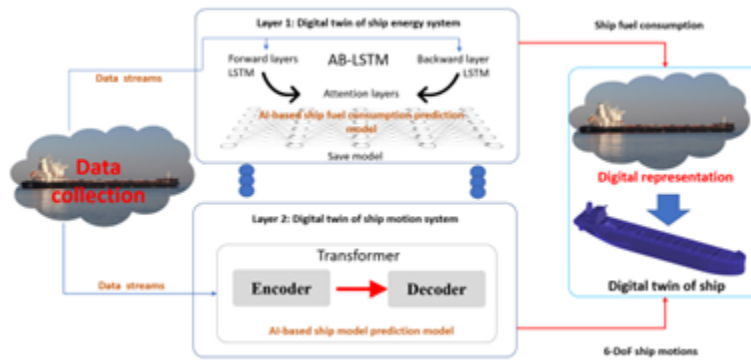 Layer 1: Digital twin of ship energy system
Ship fuel consumption
Forward layers
LSTM
AB-LSTM
Backward layer
LSTM
Data streams
Attention layers
AI-based ship fuel consumption prediction
model
Save model
Data
collection
Digital representation
Layer 2: Digital twin of ship motion system
Transformer
Encoder
Decoder
Data streams
AI-based ship model prediction model
Digital twin of ship
6-DoF ship motions